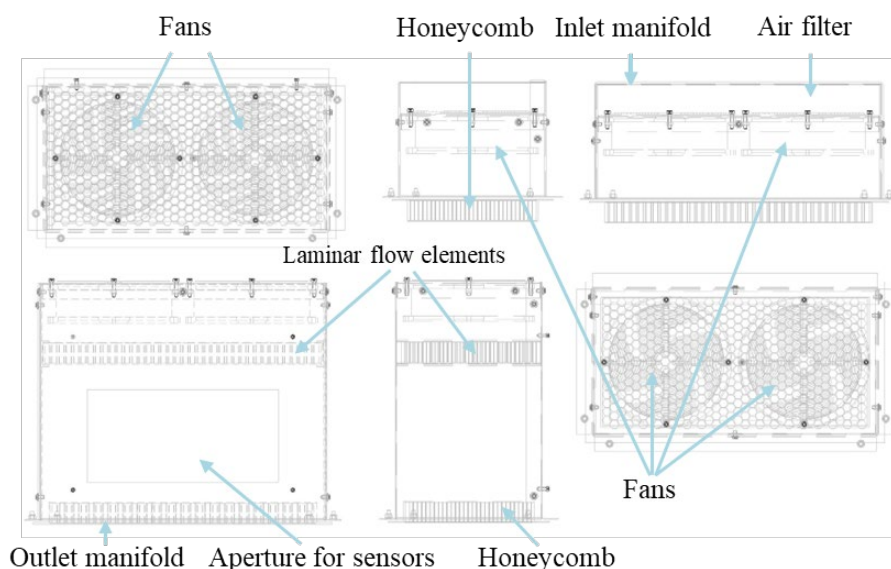 Fans
Honeycomb
Inlet manifold
Air filter
Laminar flow elements
Fans
Outlet manifold
Aperture for sensors
Honeycomb